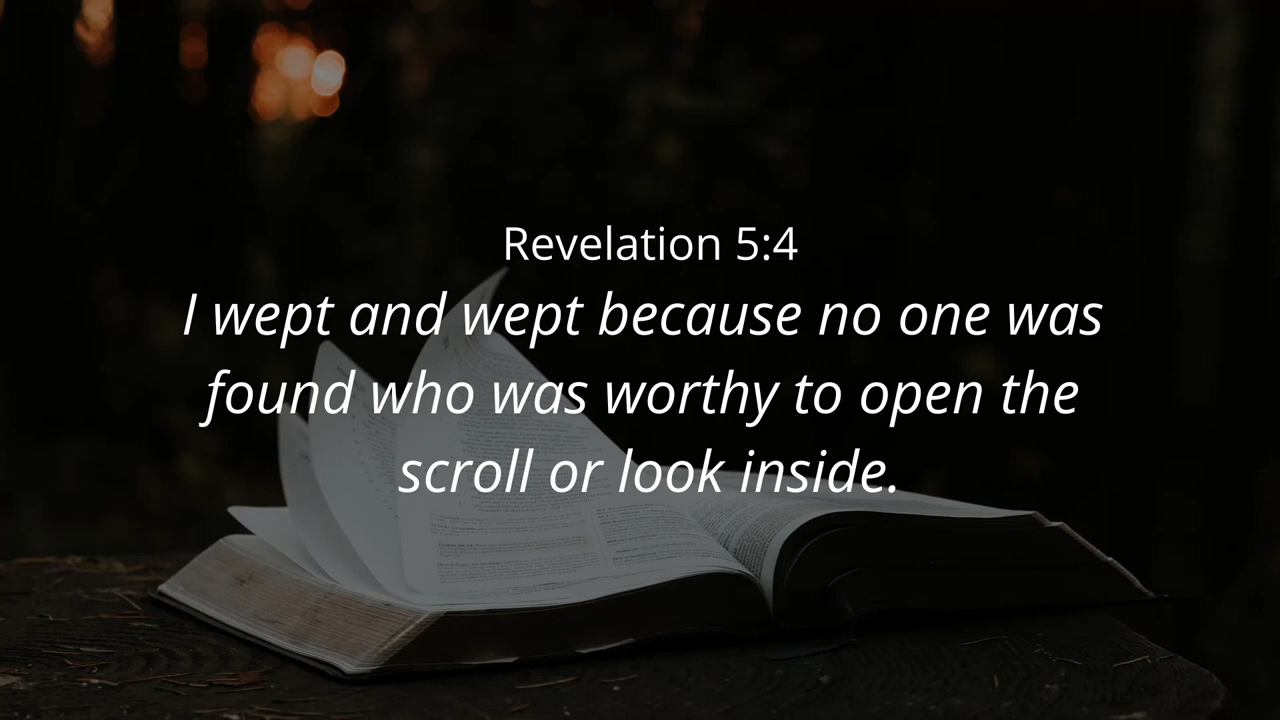 Revelation 5:4
I wept and wept because no one was
found who was worthy to open the
scroll or look inside.